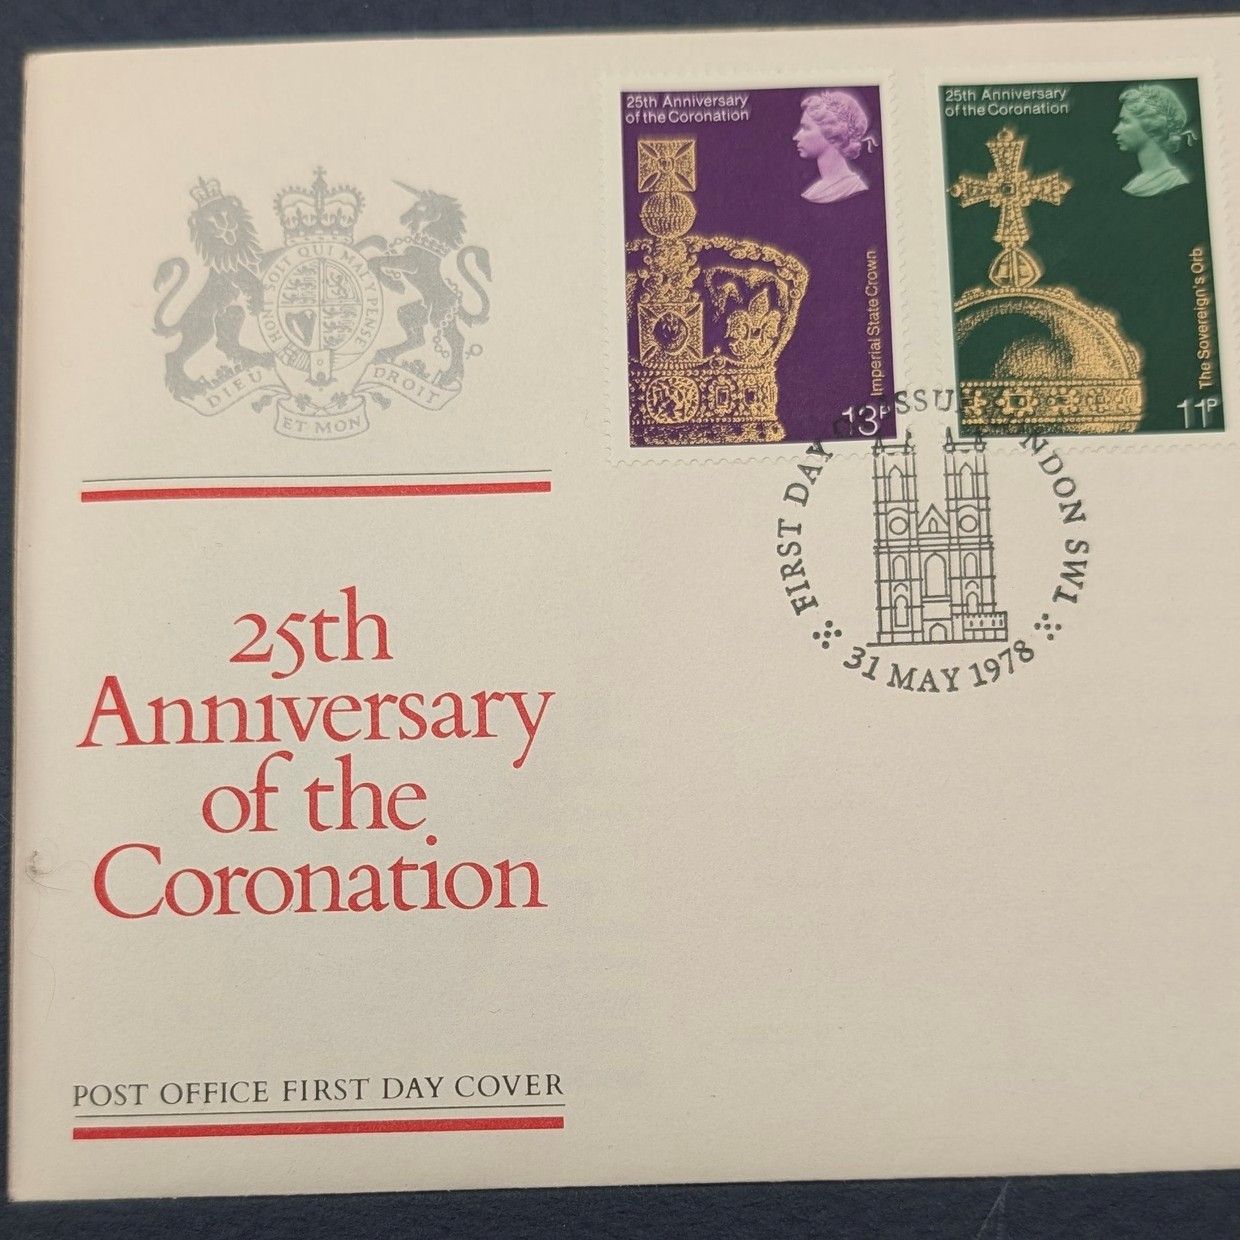 25th Anniversary
of the Coronation
Imperial State Crown
13P
25th Anniversary
of the Coronation
The Sovereign's Orb
11P
HONI SOIT QUI MAL Y PENSE
DIEU ET MON DROIT
FIRST DAY ISSUE LONDON SW1
31 MAY 1978
25th
Anniversary
of the
Coronation
POST OFFICE FIRST DAY COVER